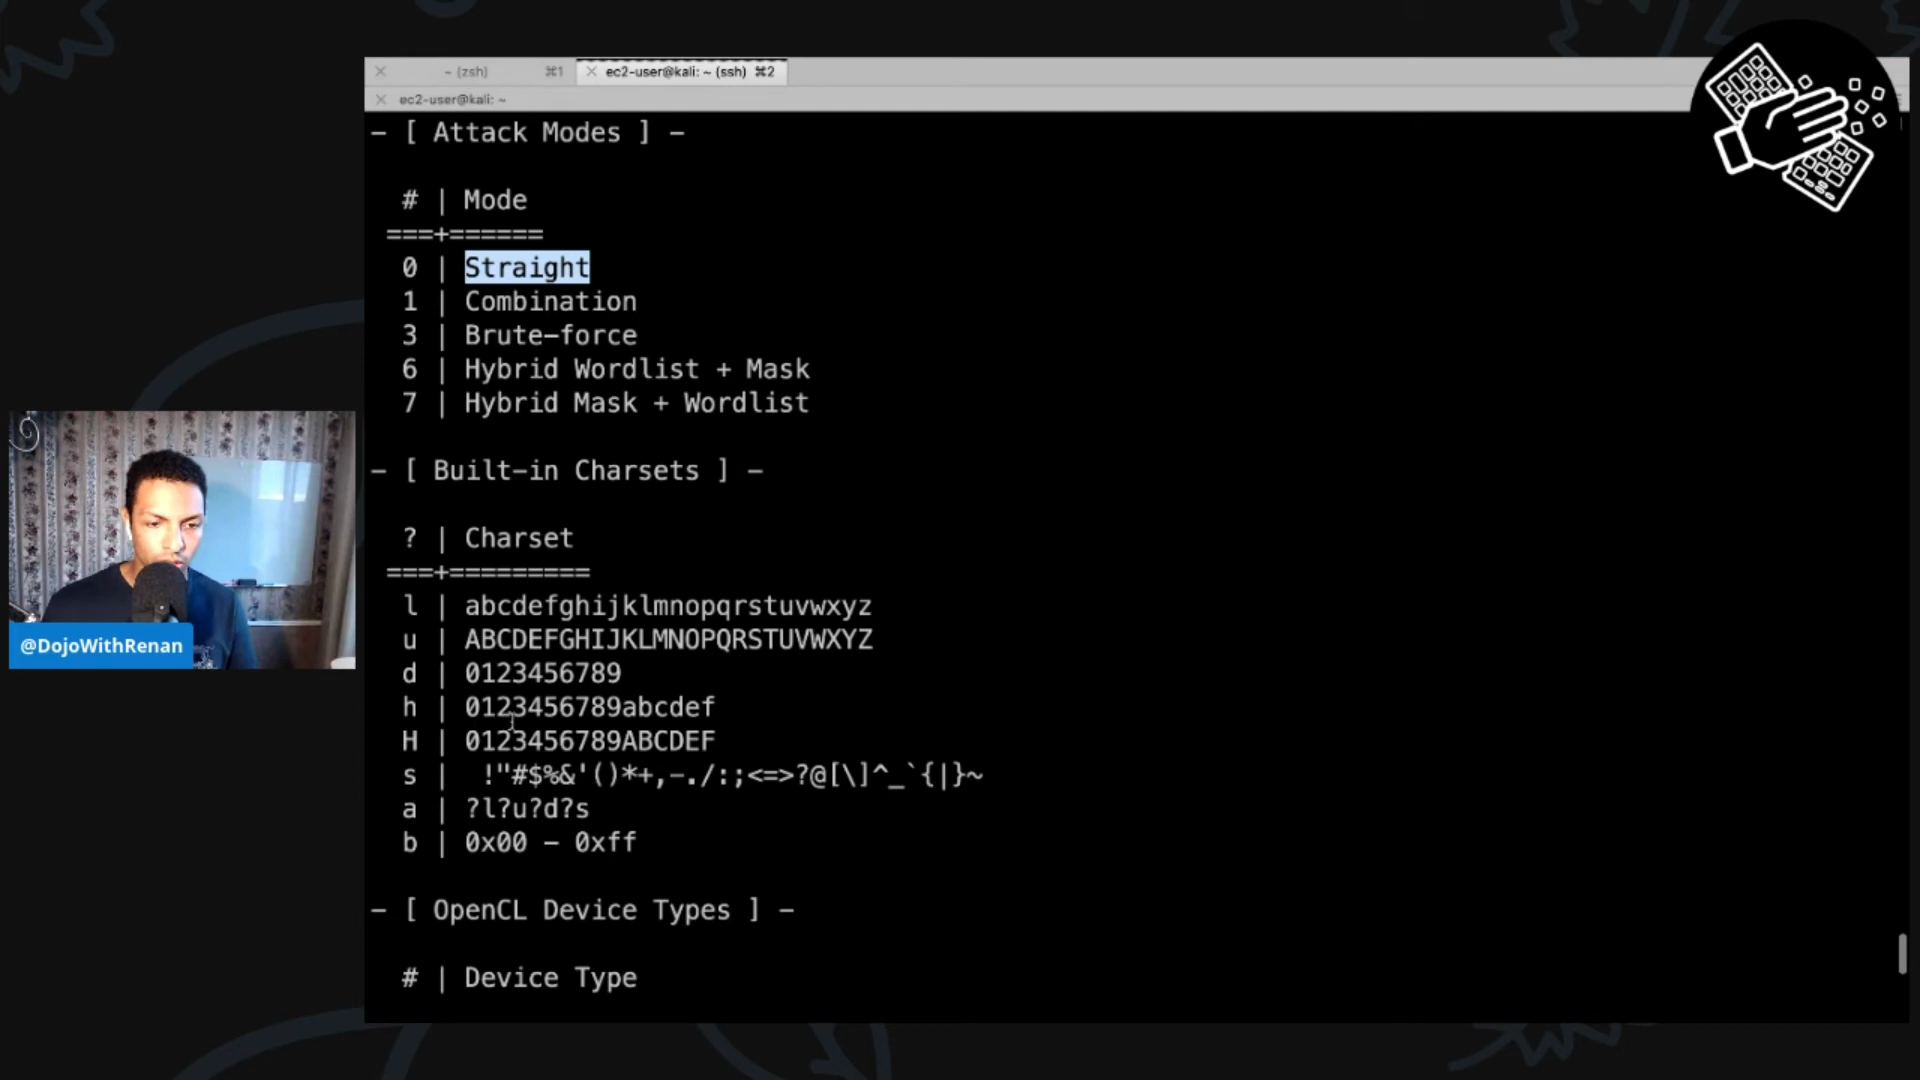 ~ (zsh) ⌘1 ec2-user@kali: ~ (ssh) ⌘2
ec2-user@kali: ~
- [ Attack Modes ] -
# | Mode
===+======
0 | Straight
1 | Combination
3 | Brute-force
6 | Hybrid Wordlist + Mask
7 | Hybrid Mask + Wordlist
- [ Built-in Charsets ] -
? | Charset
===+=========
l | abcdefghijklmnopqrstuvwxyz
u | ABCDEFGHIJKLMNOPQRSTUVWXYZ
d | 0123456789
h | 0123456789abcdef
H | 0123456789ABCDEF
s |  !"#$%&'()*+,-./:;<=>?@[\]^_`{|}~
a | ?l?u?d?s
b | 0x00 - 0xff
- [ OpenCL Device Types ] -
# | Device Type
@DojoWithRenan